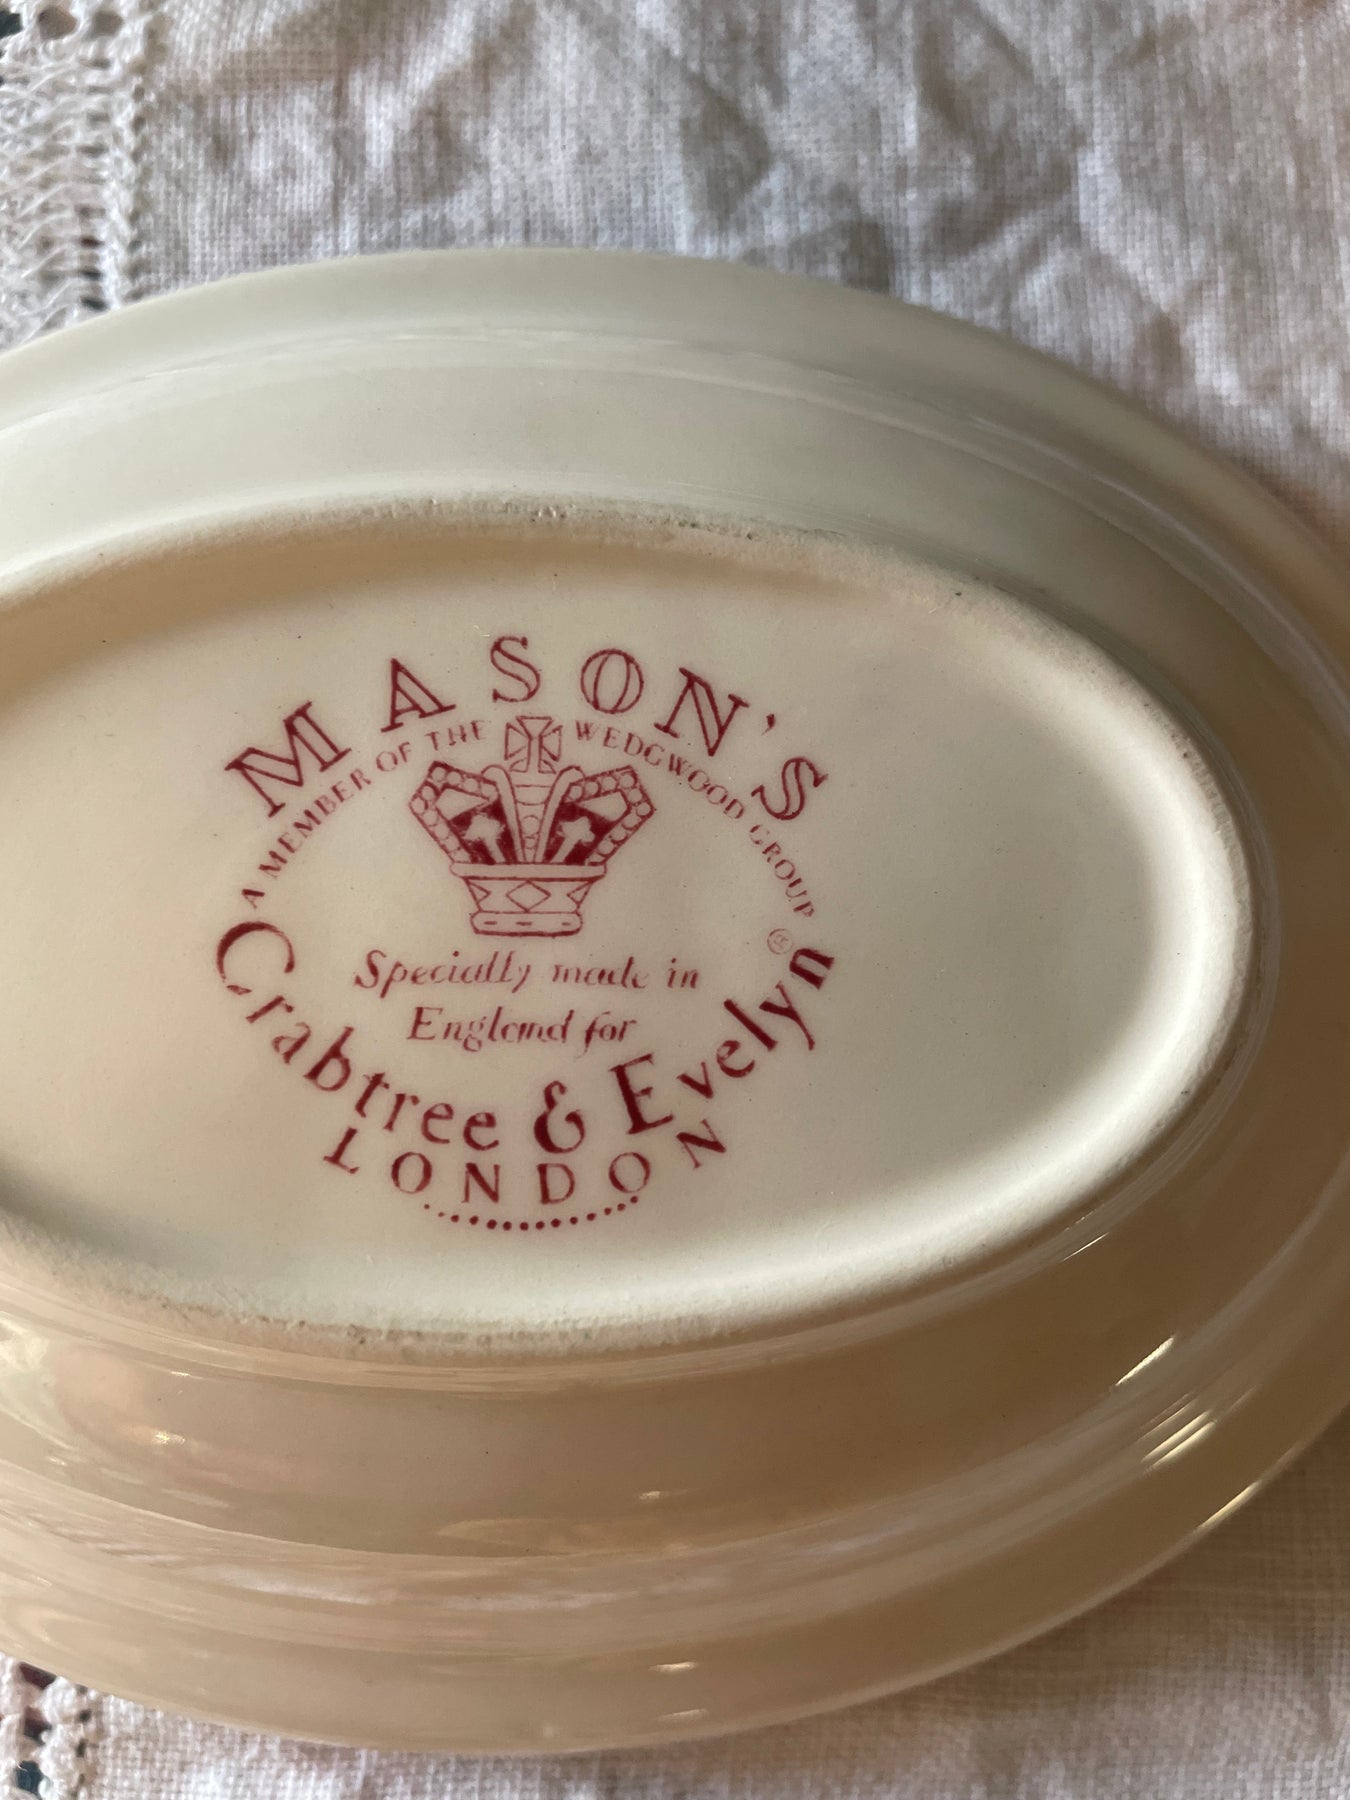 MASON'S
A MEMBER OF THE WEDGWOOD GROUP
Specially made in
England for
Crabtree & Evelyn®
LONDON